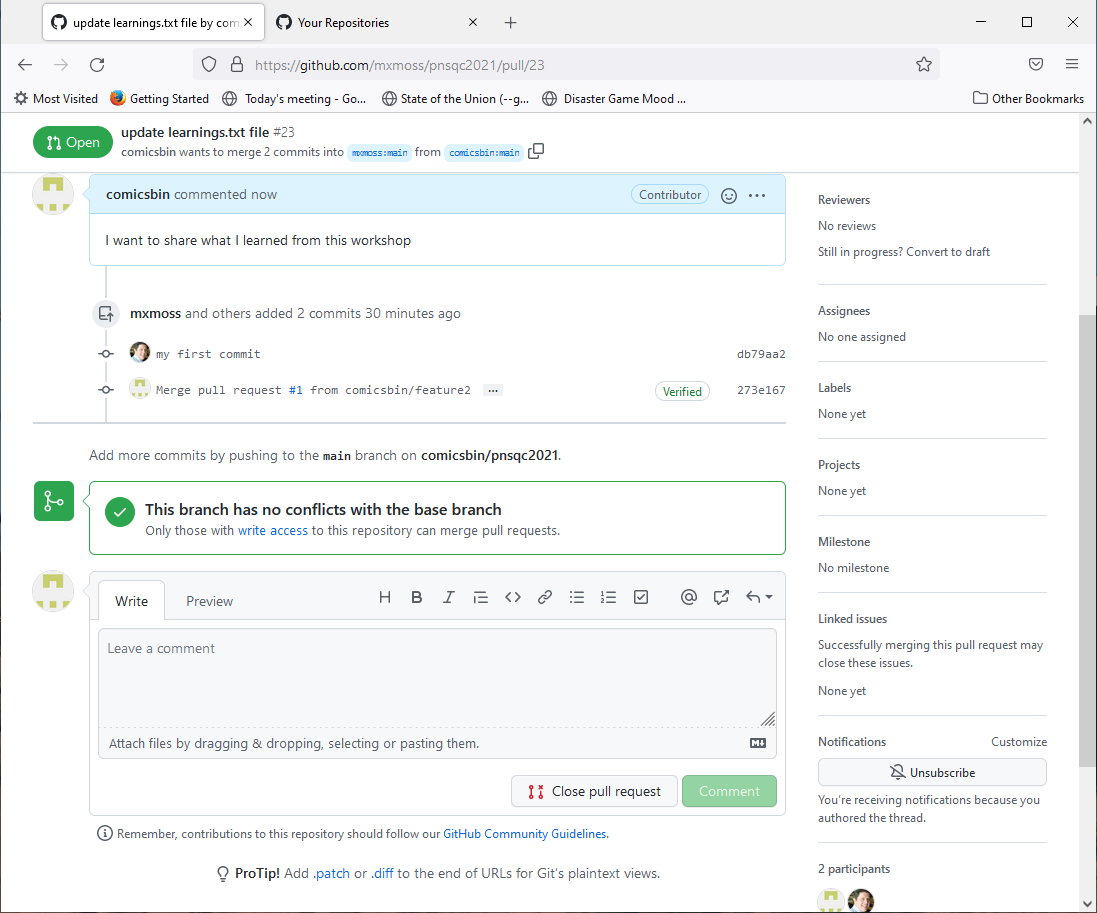 update learnings.txt file by com
Your Repositories
https://github.com/mxmoss/pnsqc2021/pull/23
Most Visited
Getting Started
Today's meeting - Go...
State of the Union (--g...
Disaster Game Mood ...
Other Bookmarks
Open
update learnings.txt file #23
comicsbin wants to merge 2 commits into mxmoss:main from comicsbin:main
comicsbin commented now
Contributor
I want to share what I learned from this workshop
mxmoss and others added 2 commits 30 minutes ago
my first commit
db79aa2
Merge pull request #1 from comicsbin/feature2 ...
Verified
273e167
Add more commits by pushing to the main branch on comicsbin/pnsqc2021.
This branch has no conflicts with the base branch
Only those with write access to this repository can merge pull requests.
Write
Preview
Leave a comment
Attach files by dragging & dropping, selecting or pasting them.
Close pull request
Comment
Remember, contributions to this repository should follow our GitHub Community Guidelines.
ProTip! Add .patch or .diff to the end of URLs for Git's plaintext views.
Reviewers
No reviews
Still in progress? Convert to draft
Assignees
No one assigned
Labels
None yet
Projects
None yet
Milestone
No milestone
Linked issues
Successfully merging this pull request may
close these issues.
None yet
Notifications
Customize
Unsubscribe
You're receiving notifications because you
authored the thread.
2 participants